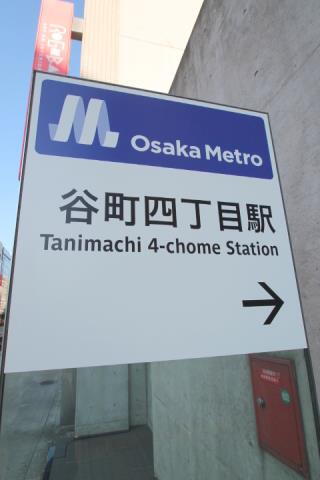 Osaka Metro
谷町四丁目駅
Tanimachi 4-chome Station